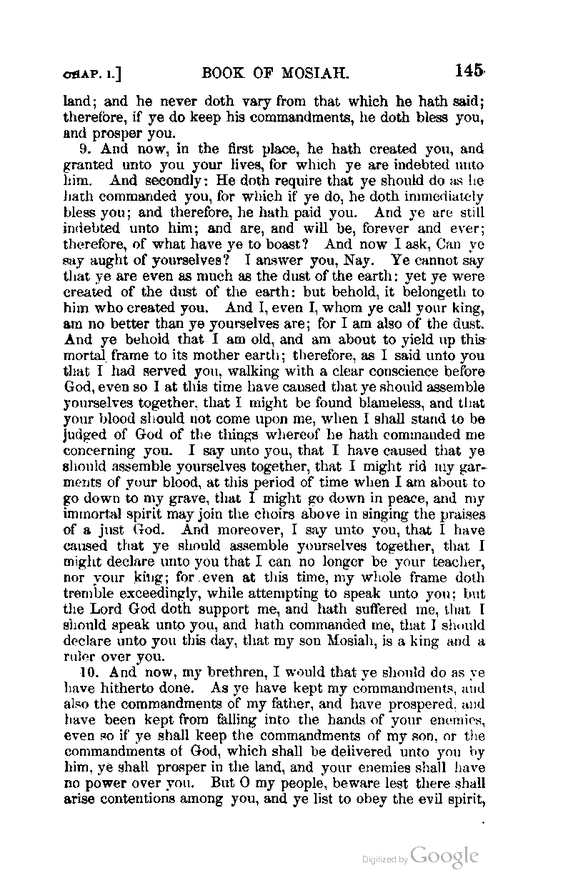 CHAP. I.] BOOK OF MOSIAH. 145
land; and he never doth vary from that which he hath said;
therefore, if ye do keep his commandments, he doth bless you,
and prosper you.
9. And now, in the first place, he hath created you, and
granted unto you your lives, for which ye are indebted unto
him. And secondly: He doth require that ye should do as he
hath commanded you, for which if ye do, he doth immediately
bless you; and therefore, he hath paid you. And ye are still
indebted unto him; and are, and will be, forever and ever;
therefore, of what have ye to boast? And now I ask, Can ye
say aught of yourselves? I answer you, Nay. Ye cannot say
that ye are even as much as the dust of the earth; yet ye were
created of the dust of the earth: but behold, it belongeth to
him who created you. And I, even I, whom ye call your king,
am no better than ye yourselves are; for I am also of the dust.
And ye behold that I am old, and am about to yield up this
mortal frame to its mother earth; therefore, as I said unto you
that I had served you, walking with a clear conscience before
God, even so I at this time have caused that ye should assemble
yourselves together, that I might be found blameless, and that
your blood should not come upon me, when I shall stand to be
judged of God of the things whereof he hath commanded me
concerning you. I say unto you, that I have caused that ye
should assemble yourselves together, that I might rid my gar-
ments of your blood, at this period of time when I am about to
go down to my grave, that I might go down in peace, and my
immortal spirit may join the choirs above in singing the praises
of a just God. And moreover, I say unto you, that I have
caused that ye should assemble yourselves together, that I
might declare unto you that I can no longer be your teacher,
nor your king; for even at this time, my whole frame doth
tremble exceedingly, while attempting to speak unto you; but
the Lord God doth support me, and hath suffered me, that I
should speak unto you, and hath commanded me, that I should
declare unto you this day, that my son Mosiah, is a king and a
ruler over you.
10. And now, my brethren, I would that ye should do as ye
have hitherto done. As ye have kept my commandments, and
also the commandments of my father, and have prospered, and
have been kept from falling into the hands of your enemies,
even so if ye shall keep the commandments of my son, or the
commandments of God, which shall be delivered unto you by
him, ye shall prosper in the land, and your enemies shall have
no power over you. But O my people, beware lest there shall
arise contentions among you, and ye list to obey the evil spirit,
Digitized by Google